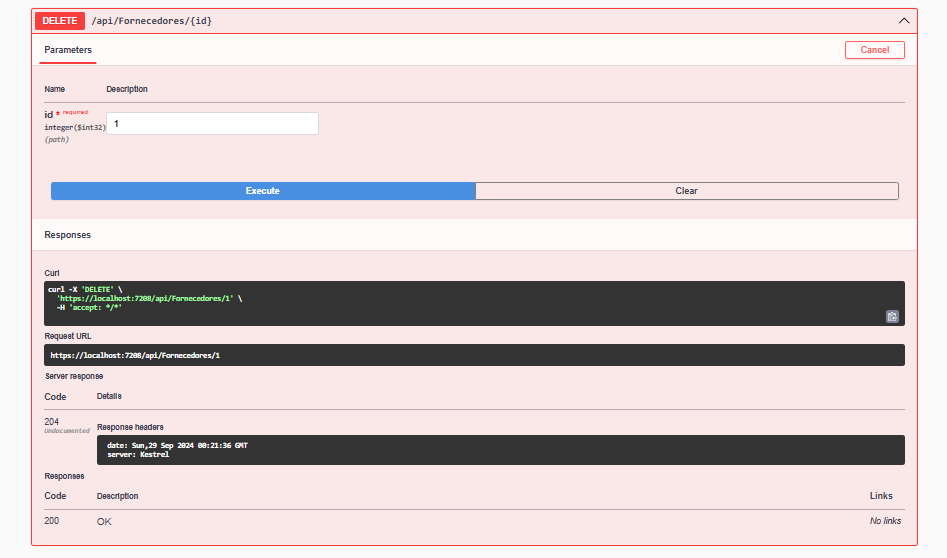 DELETE /api/Fornecedores/{id}
Parameters
Cancel
Name Description
id * required
integer($int32)
(path)
1
Execute Clear
Responses
Curl
curl -X 'DELETE' \
'https://localhost:7208/api/Fornecedores/1' \
-H 'accept: */*'
Request URL
https://localhost:7208/api/Fornecedores/1
Server response
Code Details
204
Undocumented
Response headers
date: Sun,29 Sep 2024 00:21:36 GMT
server: Kestrel
Responses
Code Description Links
200 OK No links